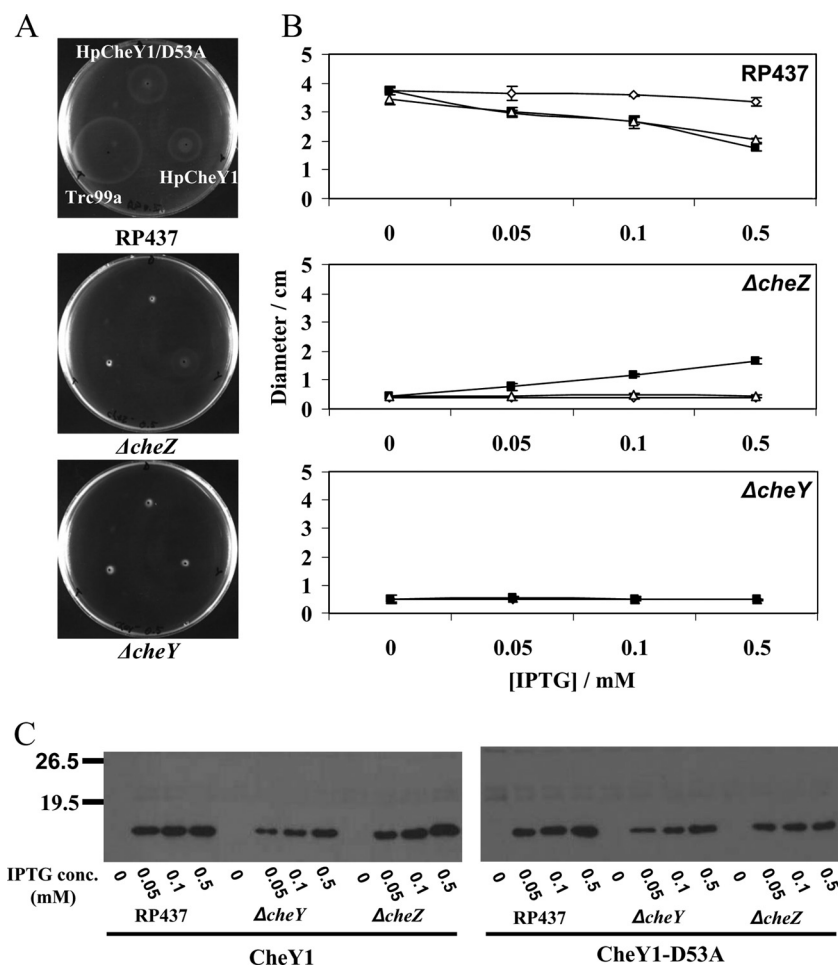 A
HpCheY1/D53A
HpCheY1
Trc99a
RP437
ΔcheZ
ΔcheY
B
Diameter / cm
5
4
3
2
1
0
RP437
0 0.05 0.1 0.5
5
4
3
2
1
0
ΔcheZ
0 0.05 0.1 0.5
5
4
3
2
1
0
ΔcheY
0 0.05 0.1 0.5
[IPTG] / mM
C
26.5
19.5
IPTG conc.
(mM)
0 0.05 0.1 0.5 0 0.05 0.1 0.5 0 0.05 0.1 0.5
RP437 ΔcheY ΔcheZ
CheY1
0 0.05 0.1 0.5 0 0.05 0.1 0.5 0 0.05 0.1 0.5
RP437 ΔcheY ΔcheZ
CheY1-D53A